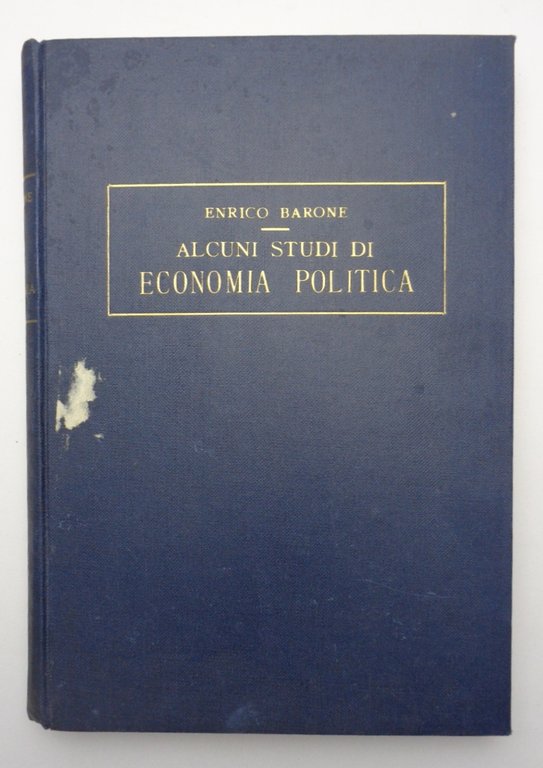 ENRICO BARONE
ALCUNI STUDI DI
ECONOMIA POLITICA